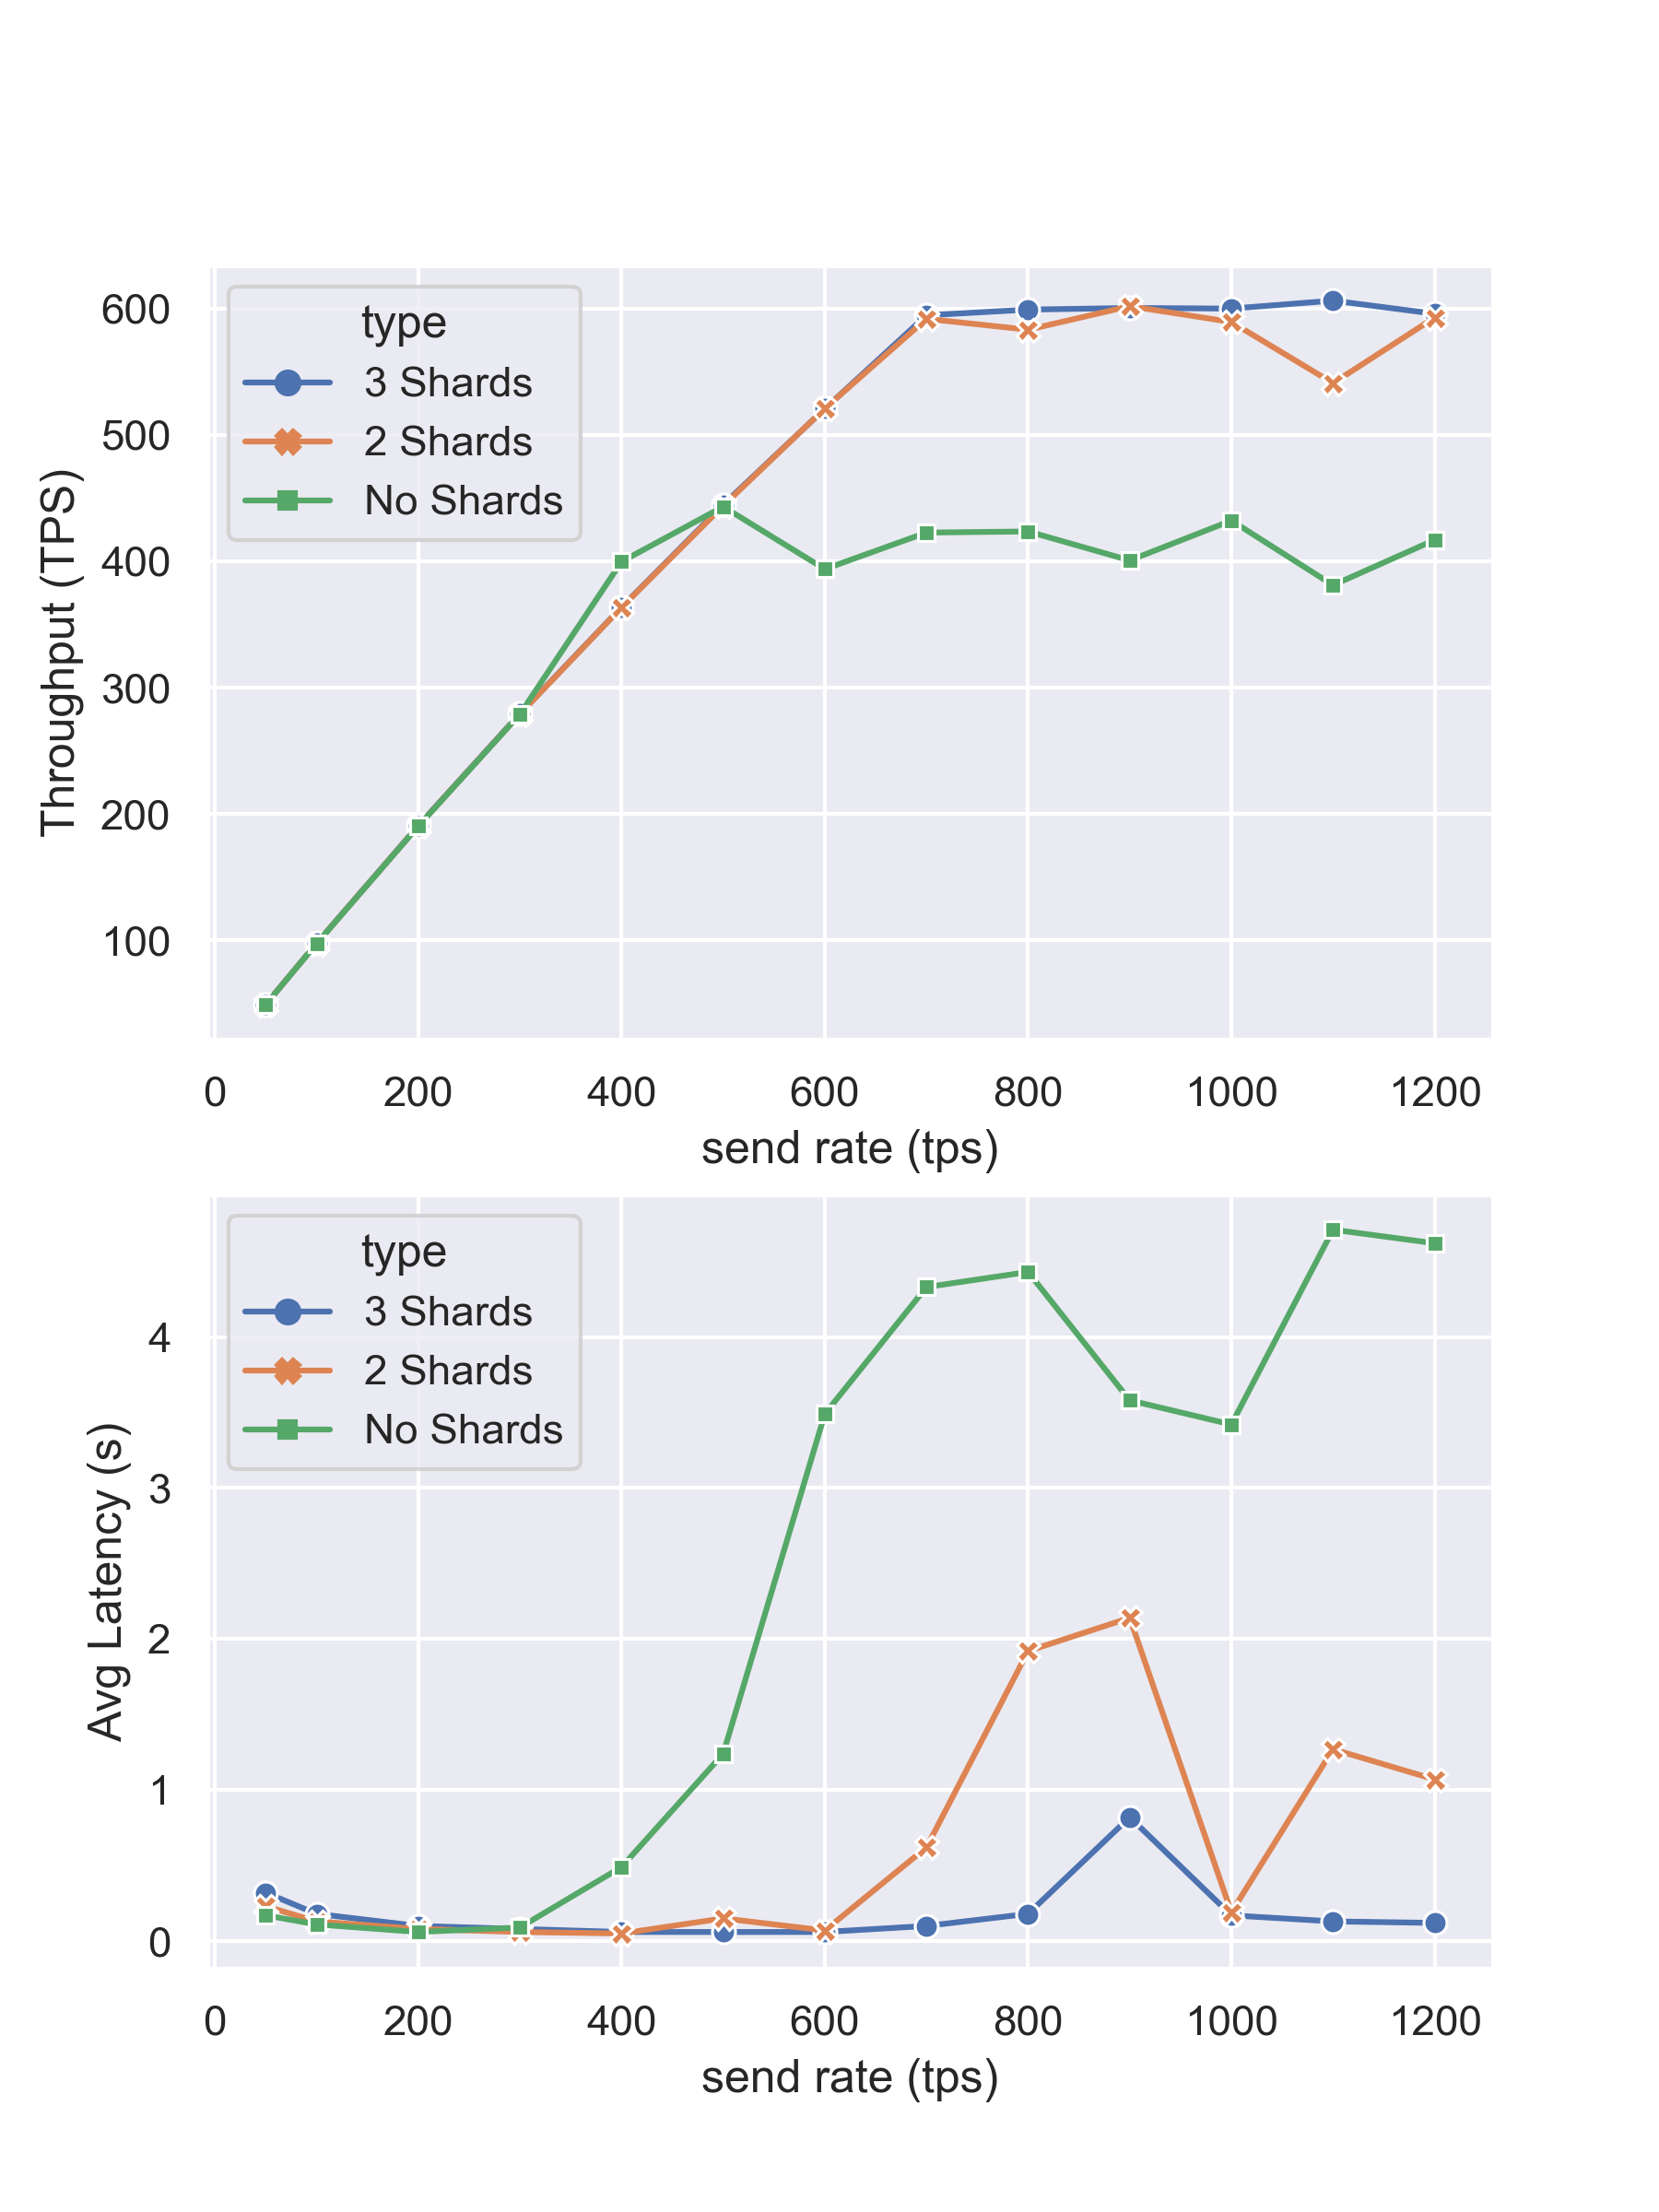 600
500
400
300
200
100
Throughput (TPS)
type
3 Shards
2 Shards
No Shards
0 200 400 600 800 1000 1200
send rate (tps)
4
3
2
1
0
Avg Latency (s)
type
3 Shards
2 Shards
No Shards
0 200 400 600 800 1000 1200
send rate (tps)